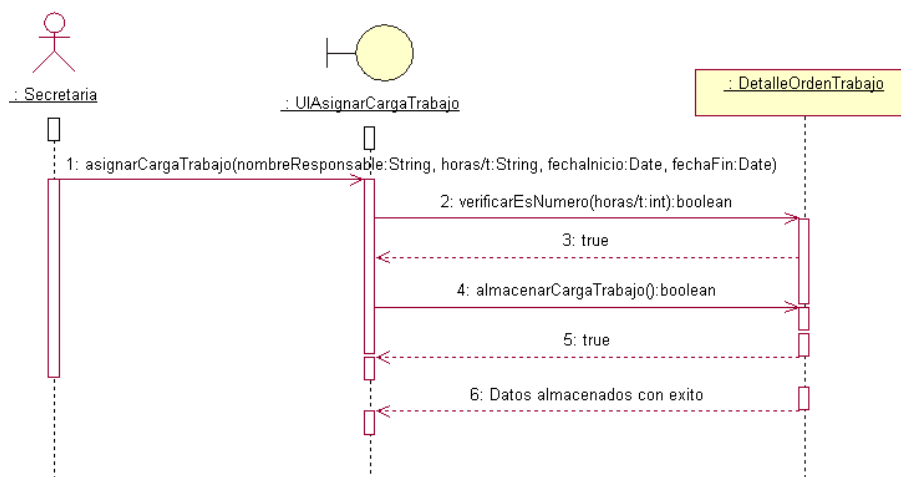 : Secretaria
: UIAsignarCargaTrabajo
: DetalleOrdenTrabajo
1: asignarCargaTrabajo(nombreResponsable:String, horas/t:String, fechaInicio:Date, fechaFin:Date)
2: verificarEsNumero(horas/t:int):boolean
3: true
4: almacenarCargaTrabajo():boolean
5: true
6: Datos almacenados con exito